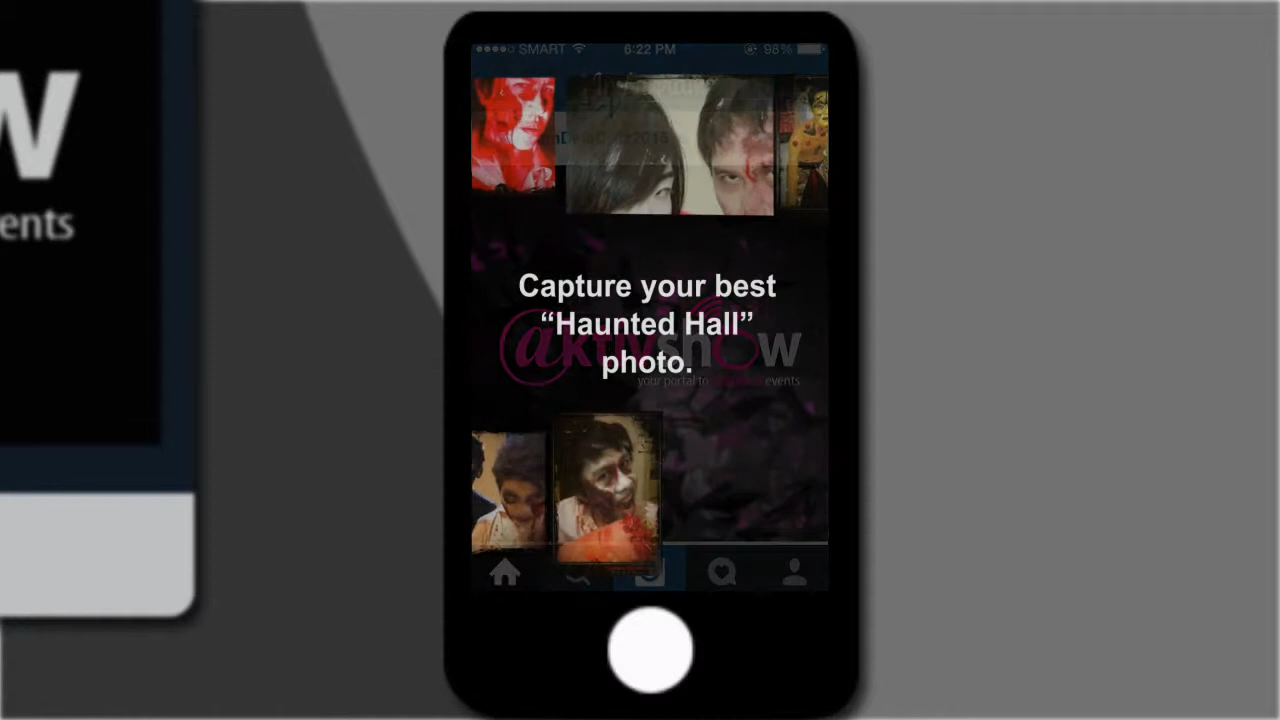 W
ents
SMART 6:22 PM 98%
Capture your best
“Haunted Hall”
photo.
@ktivshow
your portal to events